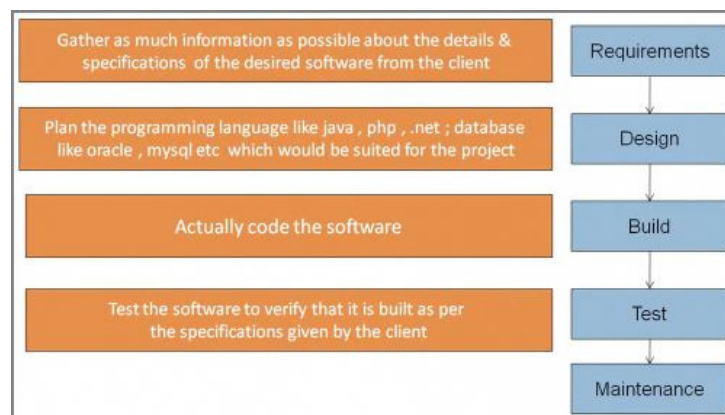 Gather as much information as possible about the details &
specifications of the desired software from the client
Requirements
Plan the programming language like java , php , .net ; database
like oracle , mysql etc which would be suited for the project
Design
Actually code the software
Build
Test the software to verify that it is built as per
the specifications given by the client
Test
Maintenance